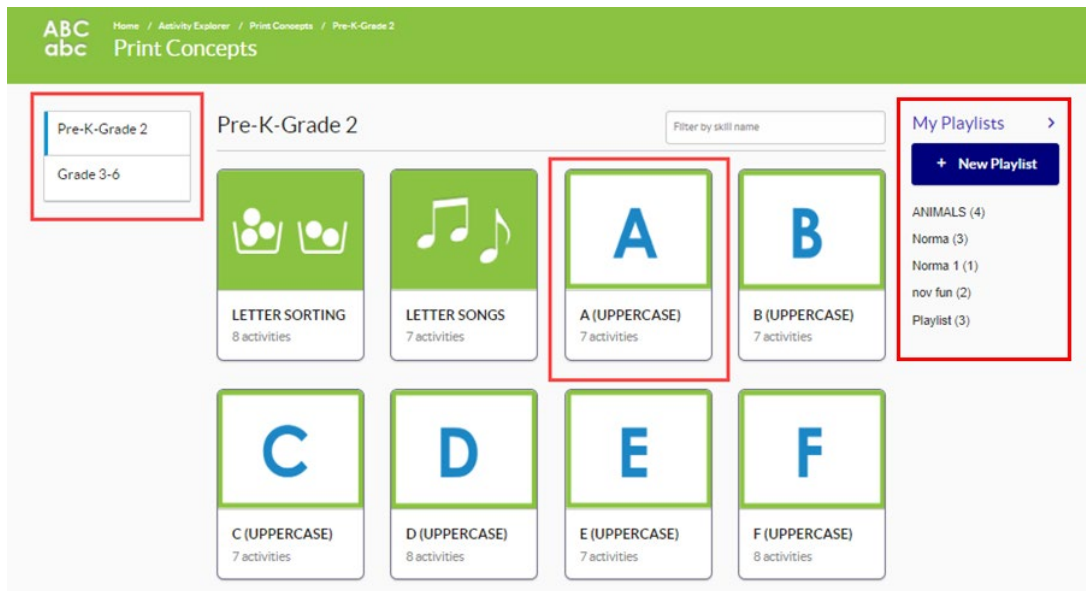 ABC
abc
Home / Activity Explorer / Print Concepts / Pre-K-Grade 2
Print Concepts
Pre-K-Grade 2
Grade 3-6
Pre-K-Grade 2
Filter by skill name
LETTER SORTING
8 activities
LETTER SONGS
7 activities
A
A (UPPERCASE)
7 activities
B
B (UPPERCASE)
7 activities
C
C (UPPERCASE)
7 activities
D
D (UPPERCASE)
8 activities
E
E (UPPERCASE)
7 activities
F
F (UPPERCASE)
8 activities
My Playlists >
+ New Playlist
ANIMALS (4)
Norma (3)
Norma 1 (1)
nov fun (2)
Playlist (3)